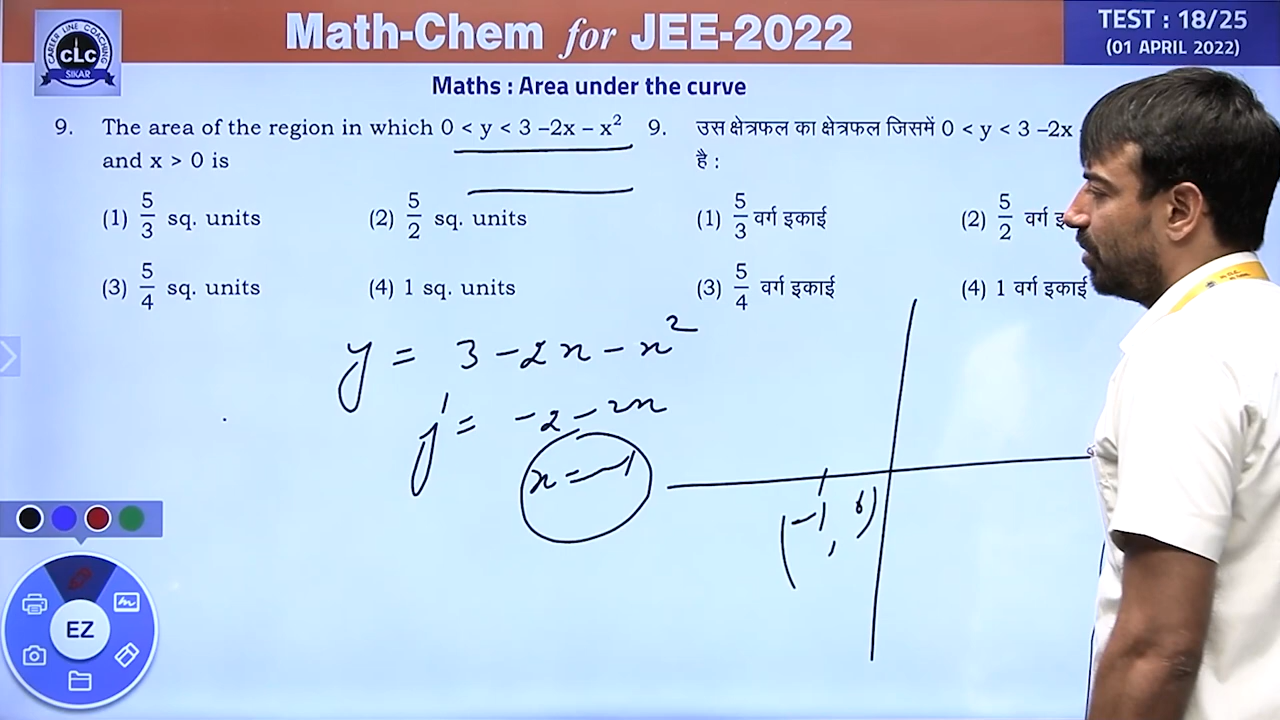 CAREER LINE COACHING
CLC
SIKAR
Math-Chem for JEE-2022
TEST : 18/25
(01 APRIL 2022)
Maths : Area under the curve
9. The area of the region in which 0 < y < 3 –2x – x²
and x > 0 is
(1) 5/3 sq. units (2) 5/2 sq. units
(3) 5/4 sq. units (4) 1 sq. units
9. उस क्षेत्रफल का क्षेत्रफल जिसमें 0 < y < 3 –2x
है :
(1) 5/3 वर्ग इकाई (2) 5/2 वर्ग
(3) 5/4 वर्ग इकाई (4) 1 वर्ग इकाई
y = 3 - 2x - x²
y' = -2 - 2x
x = -1
(-1,
EZ